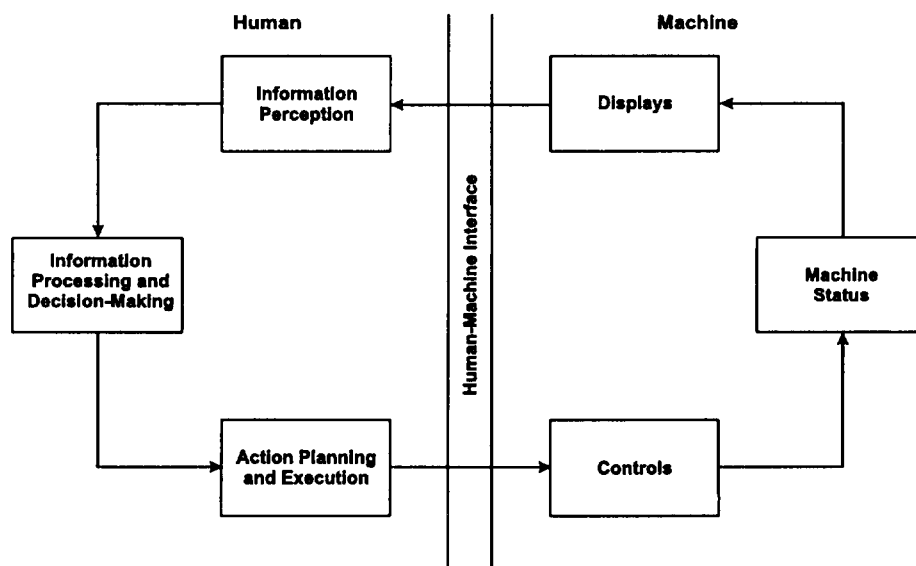 Human
Machine
Information
Perception
Displays
Human-Machine Interface
Information
Processing and
Decision-Making
Machine
Status
Action Planning
and Execution
Controls